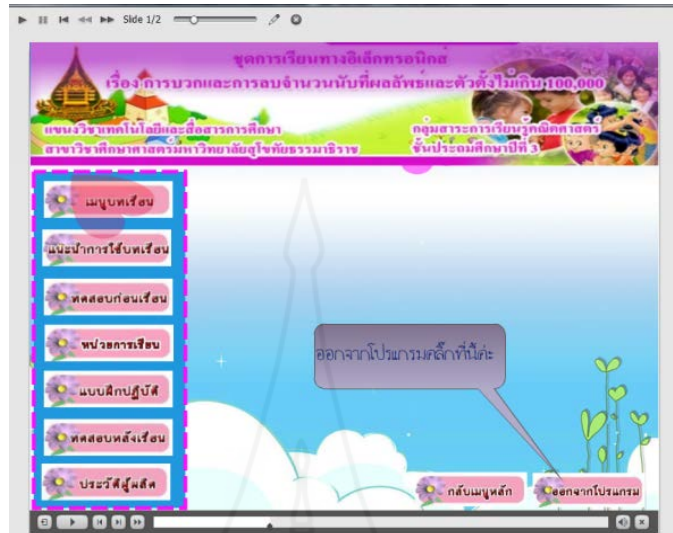 Slide 1/2
ชุดการเรียนทางอิเล็กทรอนิกส์
เรื่อง การบวกและการลบจำนวนนับที่ผลลัพธ์และตัวตั้งไม่เกิน 100,000
แขนงวิชาเทคโนโลยีและสื่อสารการศึกษา
กลุ่มสาระการเรียนรู้คณิตศาสตร์
สาขาวิชาศึกษาศาสตร์มหาวิทยาลัยสุโขทัยธรรมาธิราช
ชั้นประถมศึกษาปีที่ 3
เมนูบทเรียน
แนะนำการใช้บทเรียน
ทดสอบก่อนเรียน
หน่วยการเรียน
แบบฝึกปฏิบัติ
ทดสอบหลังเรียน
ประวัติผู้ผลิต
ออกจากโปรแกรมคลิ๊กที่นี้ค่ะ
กลับเมนูหลัก
ออกจากโปรแกรม